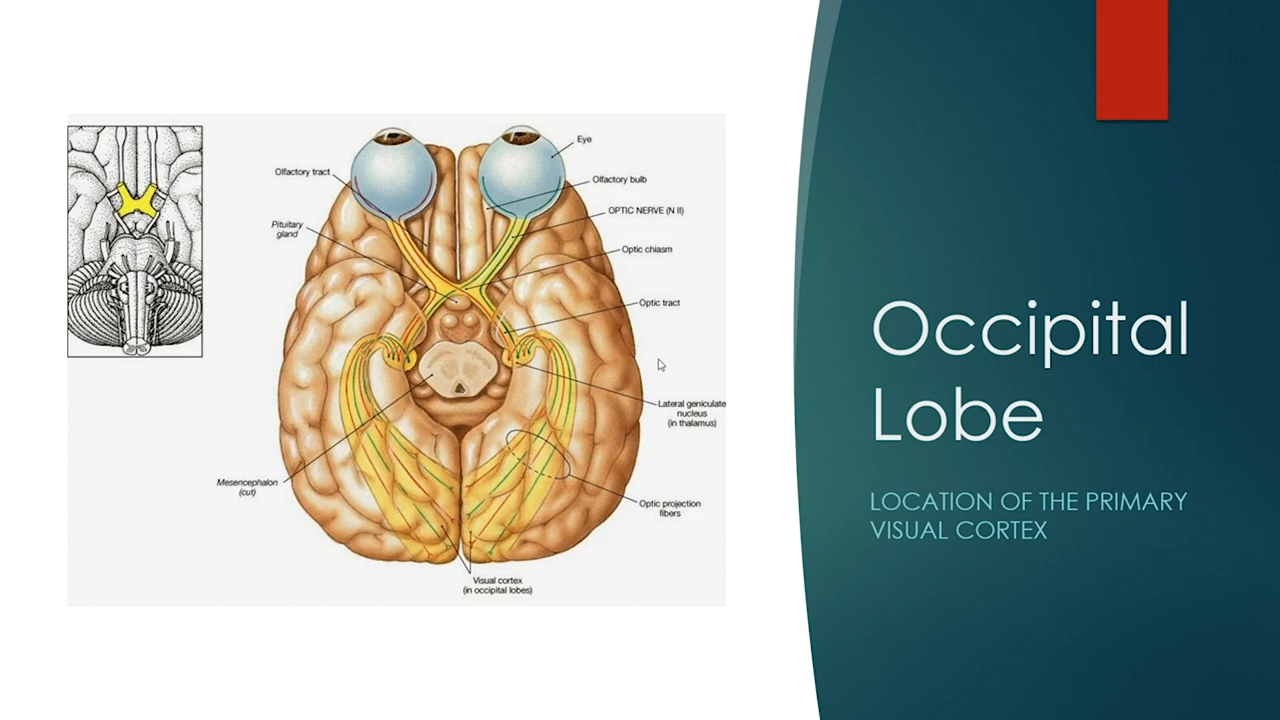 Eye
Olfactory tract
Olfactory bulb
OPTIC NERVE (N II)
Pituitary
gland
Optic chiasm
Optic tract
Lateral geniculate
nucleus
(in thalamus)
Mesencephalon
(cut)
Optic projection
fibers
Visual cortex
(in occipital lobes)
Occipital
Lobe
LOCATION OF THE PRIMARY
VISUAL CORTEX